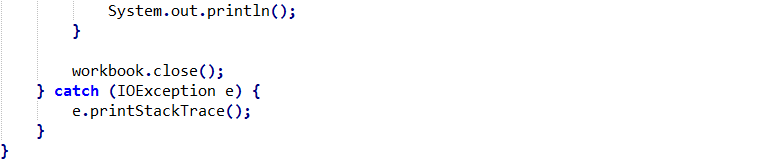 System.out.println();
}
workbook.close();
} catch (IOException e) {
e.printStackTrace();
}
}